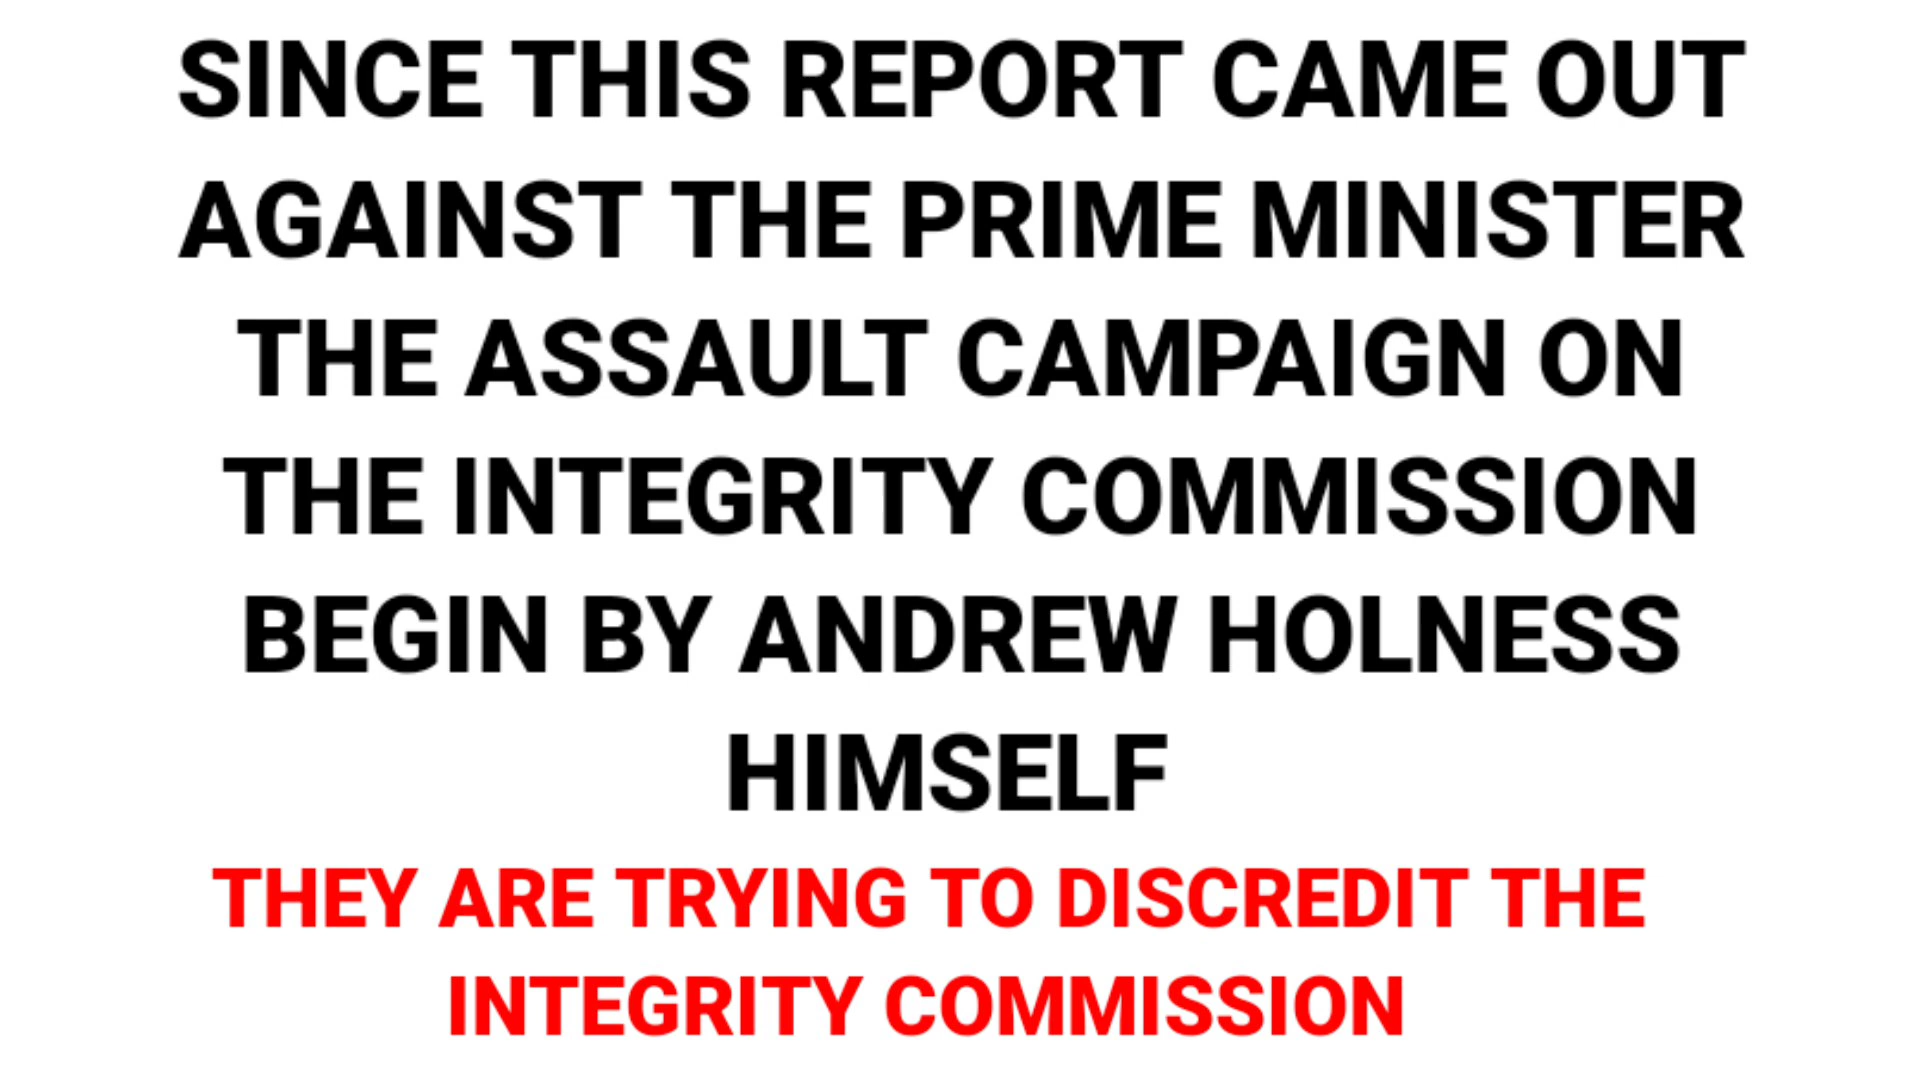 SINCE THIS REPORT CAME OUT
AGAINST THE PRIME MINISTER
THE ASSAULT CAMPAIGN ON
THE INTEGRITY COMMISSION
BEGIN BY ANDREW HOLNESS
HIMSELF
THEY ARE TRYING TO DISCREDIT THE
INTEGRITY COMMISSION